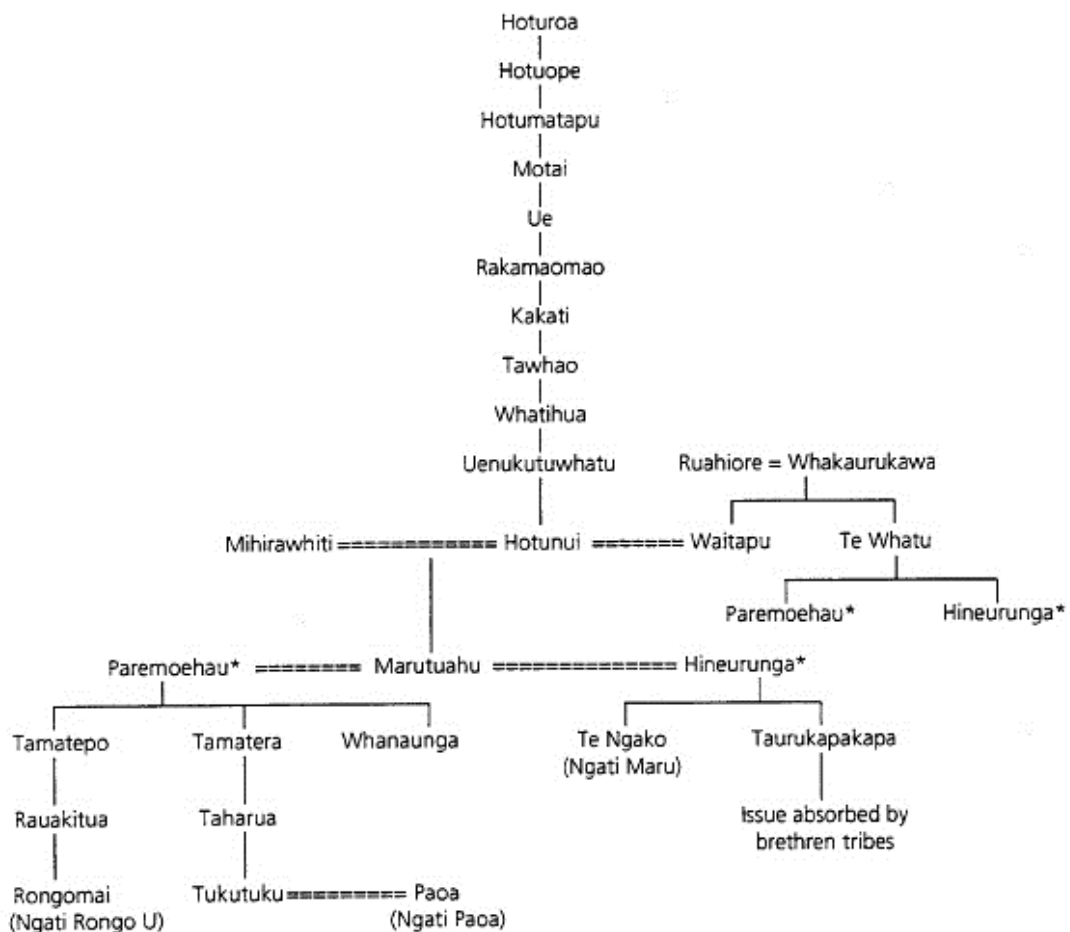 Hoturoa
Hotuope
Hotumatapu
Motai
Ue
Rakamaomao
Kakati
Tawhao
Whatihua
Uenukutuwhatu
Ruahiore = Whakaurukawa
Mihirawhiti ============ Hotunui ======= Waitapu
Te Whatu
Paremoehau* Hineurunga*
Paremoehau* ======== Marutuahu ============== Hineurunga*
Tamatepo Tamatera Whanaunga Te Ngako Taurukapakapa
(Ngati Maru)
Rauakitua Taharua Issue absorbed by
brethren tribes
Rongomai Tukutuku ========= Paoa
(Ngati Rongo U) (Ngati Paoa)